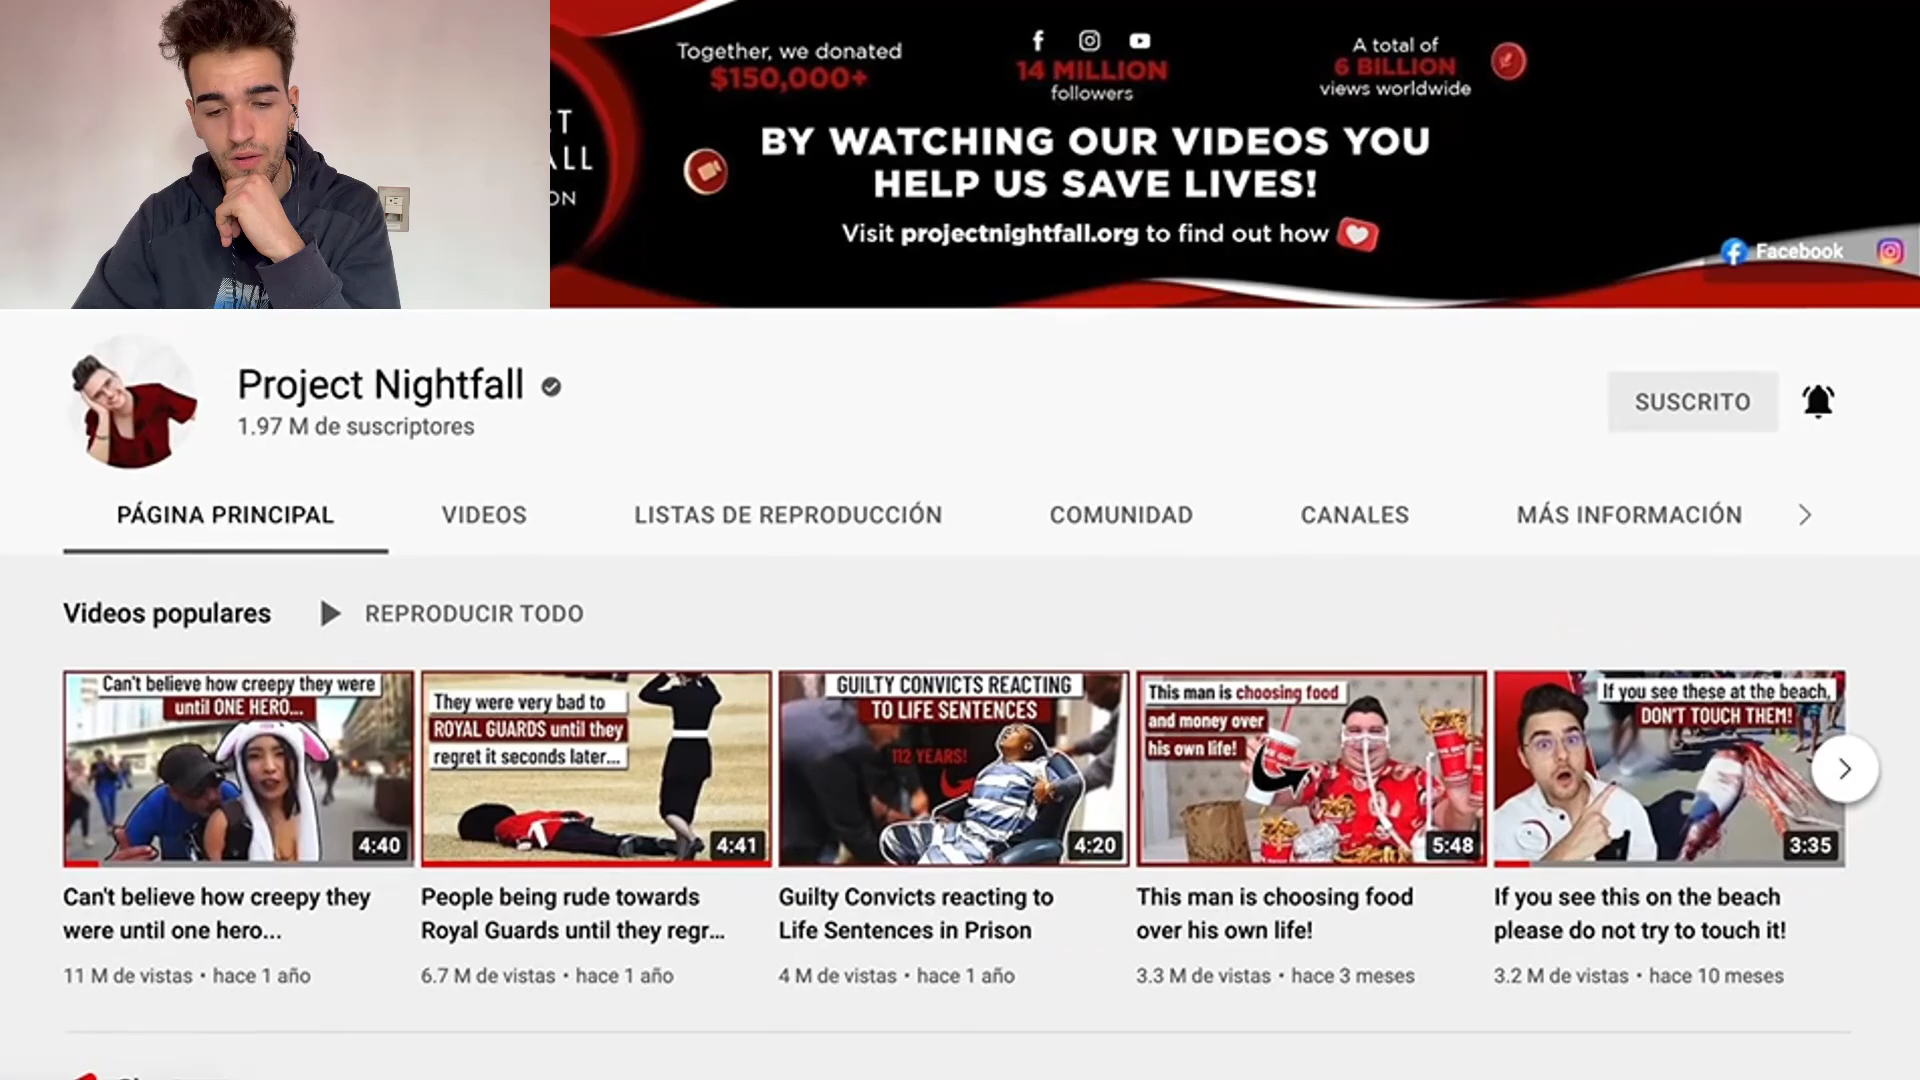 Together, we donated
$150,000+
14 MILLION
followers
A total of
6 BILLION
views worldwide
BY WATCHING OUR VIDEOS YOU
HELP US SAVE LIVES!
Visit projectnightfall.org to find out how
Facebook
Project Nightfall
1.97 M de suscriptores
SUSCRITO
PÁGINA PRINCIPAL
VIDEOS
LISTAS DE REPRODUCCIÓN
COMUNIDAD
CANALES
MÁS INFORMACIÓN
Videos populares
REPRODUCIR TODO
Can't believe how creepy they were
until ONE HERO...
4:40
They were very bad to
ROYAL GUARDS until they
regret it seconds later...
4:41
GUILTY CONVICTS REACTING
TO LIFE SENTENCES
112 YEARS!
4:20
This man is choosing food
and money over
his own life!
5:48
If you see these at the beach,
DON'T TOUCH THEM!
3:35
Can't believe how creepy they
were until one hero...
11 M de vistas • hace 1 año
People being rude towards
Royal Guards until they regr...
6.7 M de vistas • hace 1 año
Guilty Convicts reacting to
Life Sentences in Prison
4 M de vistas • hace 1 año
This man is choosing food
over his own life!
3.3 M de vistas • hace 3 meses
If you see this on the beach
please do not try to touch it!
3.2 M de vistas • hace 10 meses